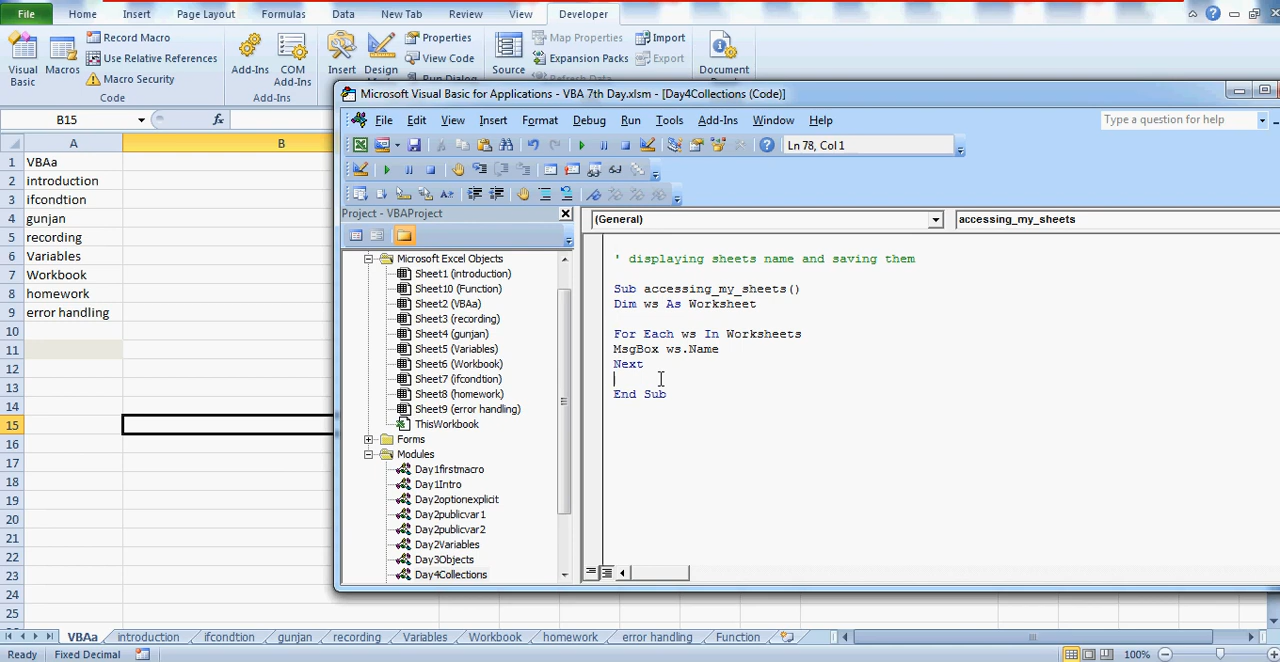 File Home Insert Page Layout Formulas Data New Tab Review View Developer
Visual Basic
Macros
Record Macro
Use Relative References
Macro Security
Code
Add-Ins
COM Add-Ins
Add-Ins
Insert
Design Mode
Properties
View Code
Run Dialog
Source
Map Properties
Expansion Packs
Refresh Data
Import
Export
Document
B15
fx
A B
1 VBAa
2 introduction
3 ifcondtion
4 gunjan
5 recording
6 Variables
7 Workbook
8 homework
9 error handling
10
11
12
13
14
15
16
17
18
19
20
21
22
23
24
25
Microsoft Visual Basic for Applications - VBA 7th Day.xlsm - [Day4Collections (Code)]
File Edit View Insert Format Debug Run Tools Add-Ins Window Help
Type a question for help
Ln 78, Col 1
Project - VBAProject
Microsoft Excel Objects
Sheet1 (introduction)
Sheet10 (Function)
Sheet2 (VBAa)
Sheet3 (recording)
Sheet4 (gunjan)
Sheet5 (Variables)
Sheet6 (Workbook)
Sheet7 (ifcondtion)
Sheet8 (homework)
Sheet9 (error handling)
ThisWorkbook
Forms
Modules
Day1firstmacro
Day1Intro
Day2optionexplicit
Day2publicvar1
Day2publicvar2
Day2Variables
Day3Objects
Day4Collections
(General)
accessing_my_sheets
' displaying sheets name and saving them
Sub accessing_my_sheets()
Dim ws As Worksheet
For Each ws In Worksheets
MsgBox ws.Name
Next
End Sub
VBAa introduction ifcondtion gunjan recording Variables Workbook homework error handling Function
Ready Fixed Decimal 100%